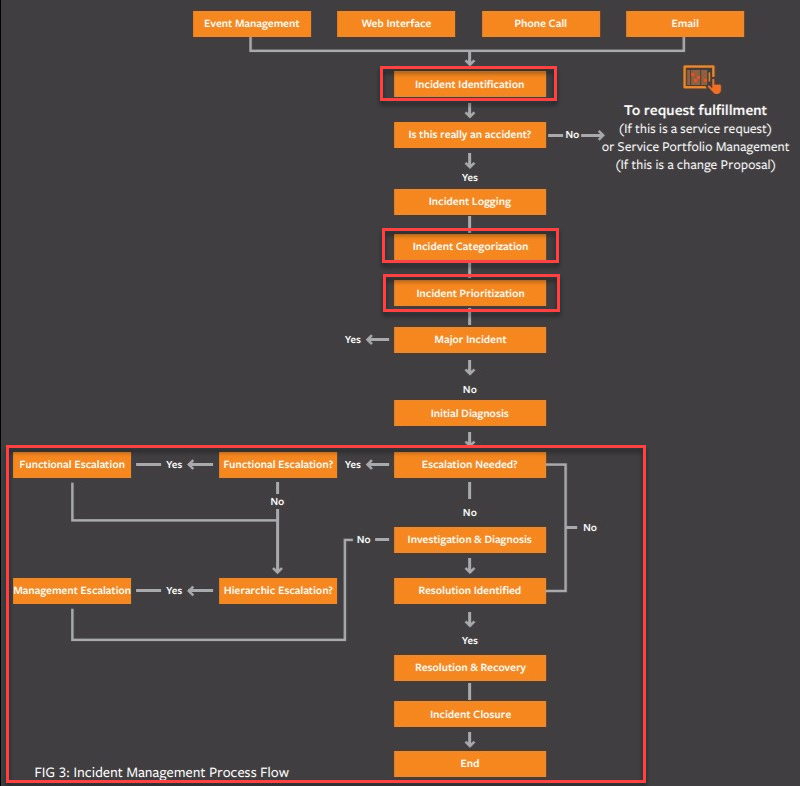 Event Management
Web Interface
Phone Call
Email
Incident Identification
To request fulfillment
(If this is a service request)
or Service Portfolio Management
(If this is a change Proposal)
Is this really an accident?
No
Yes
Incident Logging
Incident Categorization
Incident Prioritization
Yes
Major Incident
No
Initial Diagnosis
Functional Escalation
Yes
Functional Escalation?
Yes
Escalation Needed?
No
No
No
No
Investigation & Diagnosis
Management Escalation
Yes
Hierarchic Escalation?
Resolution Identified
Yes
Resolution & Recovery
Incident Closure
End
FIG 3: Incident Management Process Flow